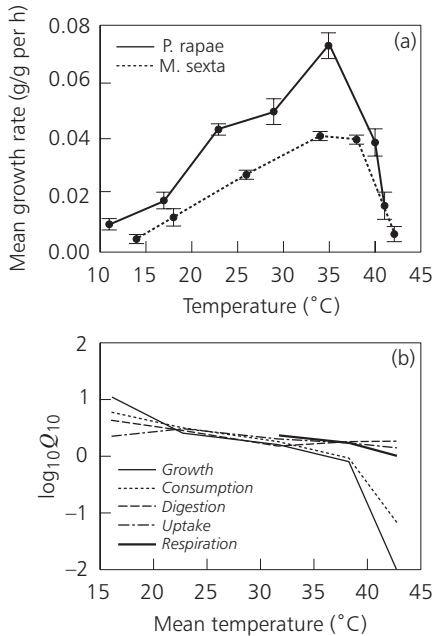 (a)
P. rapae
M. sexta
Mean growth rate (g/g per h)
0.08
0.06
0.04
0.02
0.00
10 15 20 25 30 35 40 45
Temperature (˚C)
(b)
log₁₀Q₁₀
2
1
0
−1
−2
Growth
Consumption
Digestion
Uptake
Respiration
15 20 25 30 35 40 45
Mean temperature (˚C)